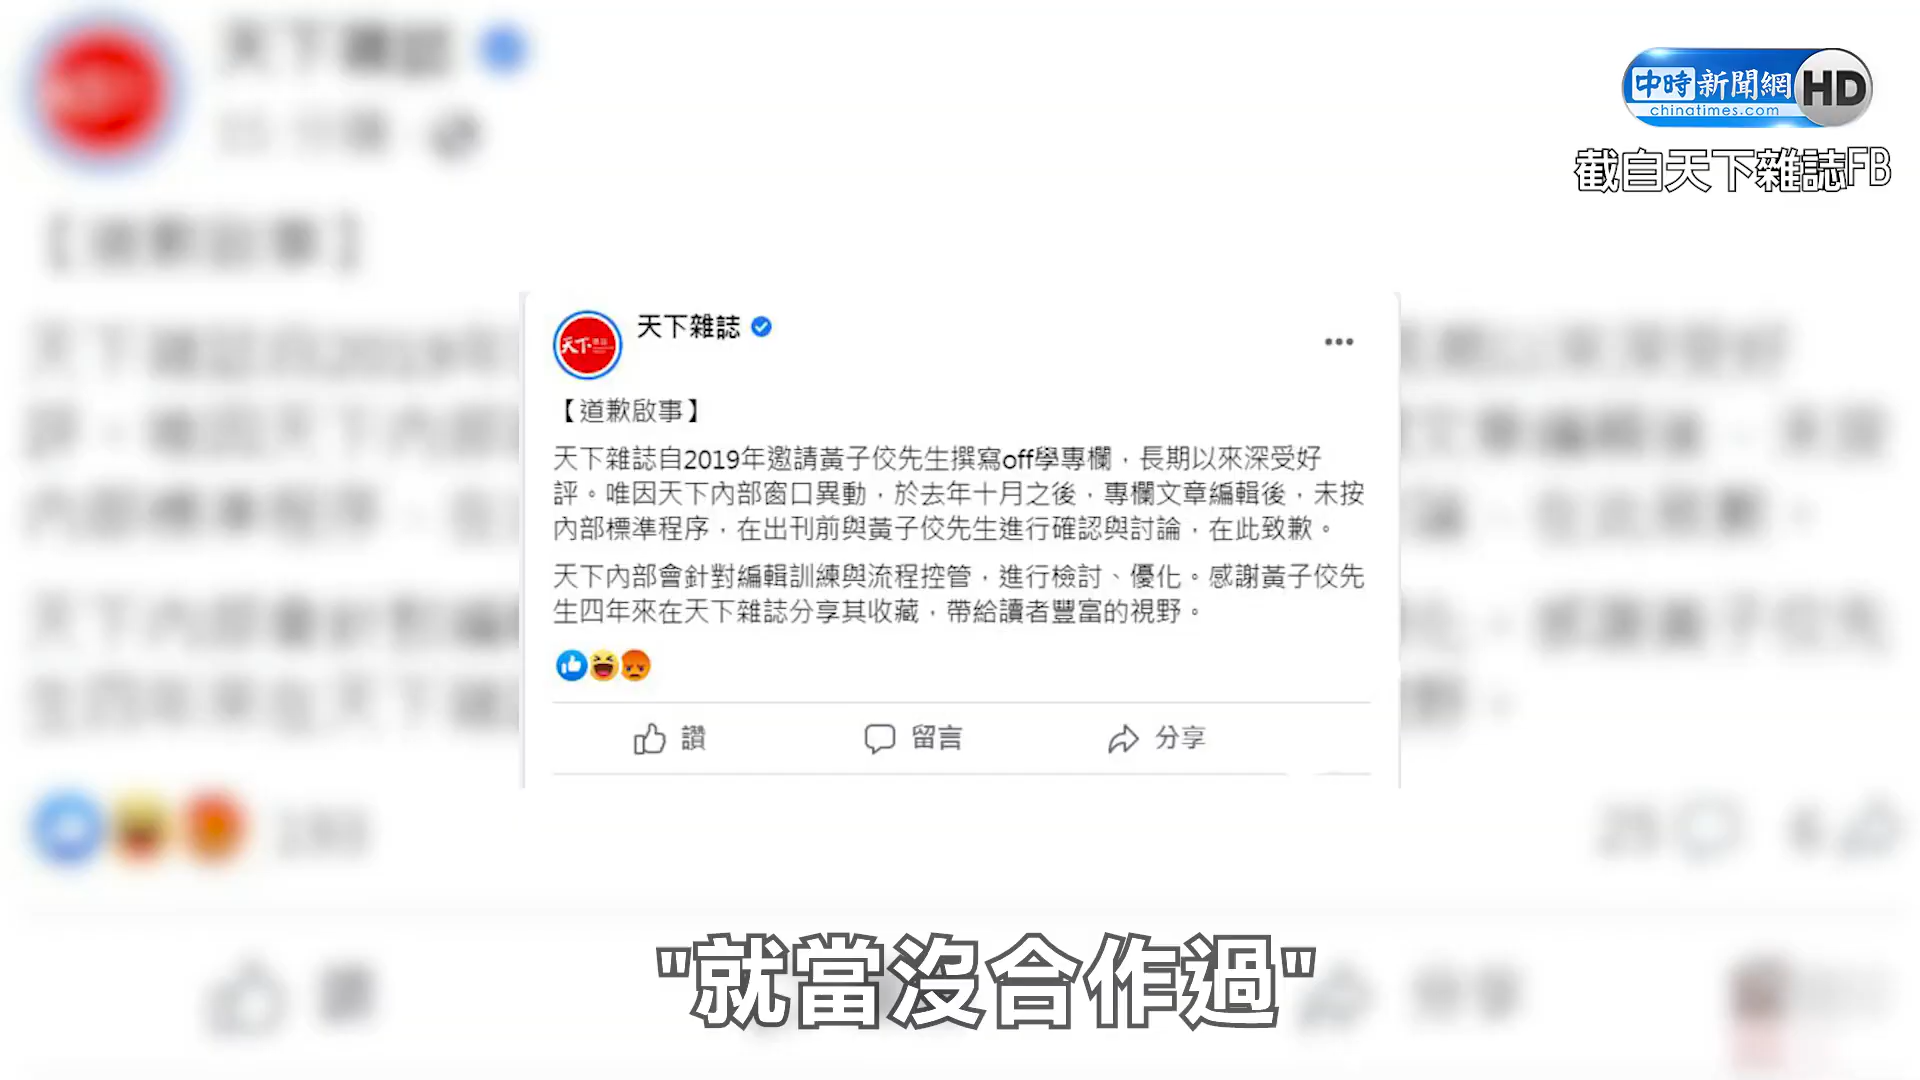 中時新聞網HD
chinatimes.com
截自天下雜誌FB
天下雜誌
天下
【道歉啟事】
天下雜誌自2019年邀請黃子佼先生撰寫off學專欄，長期以來深受好
評。唯因天下內部窗口異動，於去年十月之後，專欄文章編輯後，未按
內部標準程序，在出刊前與黃子佼先生進行確認與討論，在此致歉。
天下內部會針對編輯訓練與流程控管，進行檢討、優化。感謝黃子佼先
生四年來在天下雜誌分享其收藏，帶給讀者豐富的視野。
讚 留言 分享
"就當沒合作過"